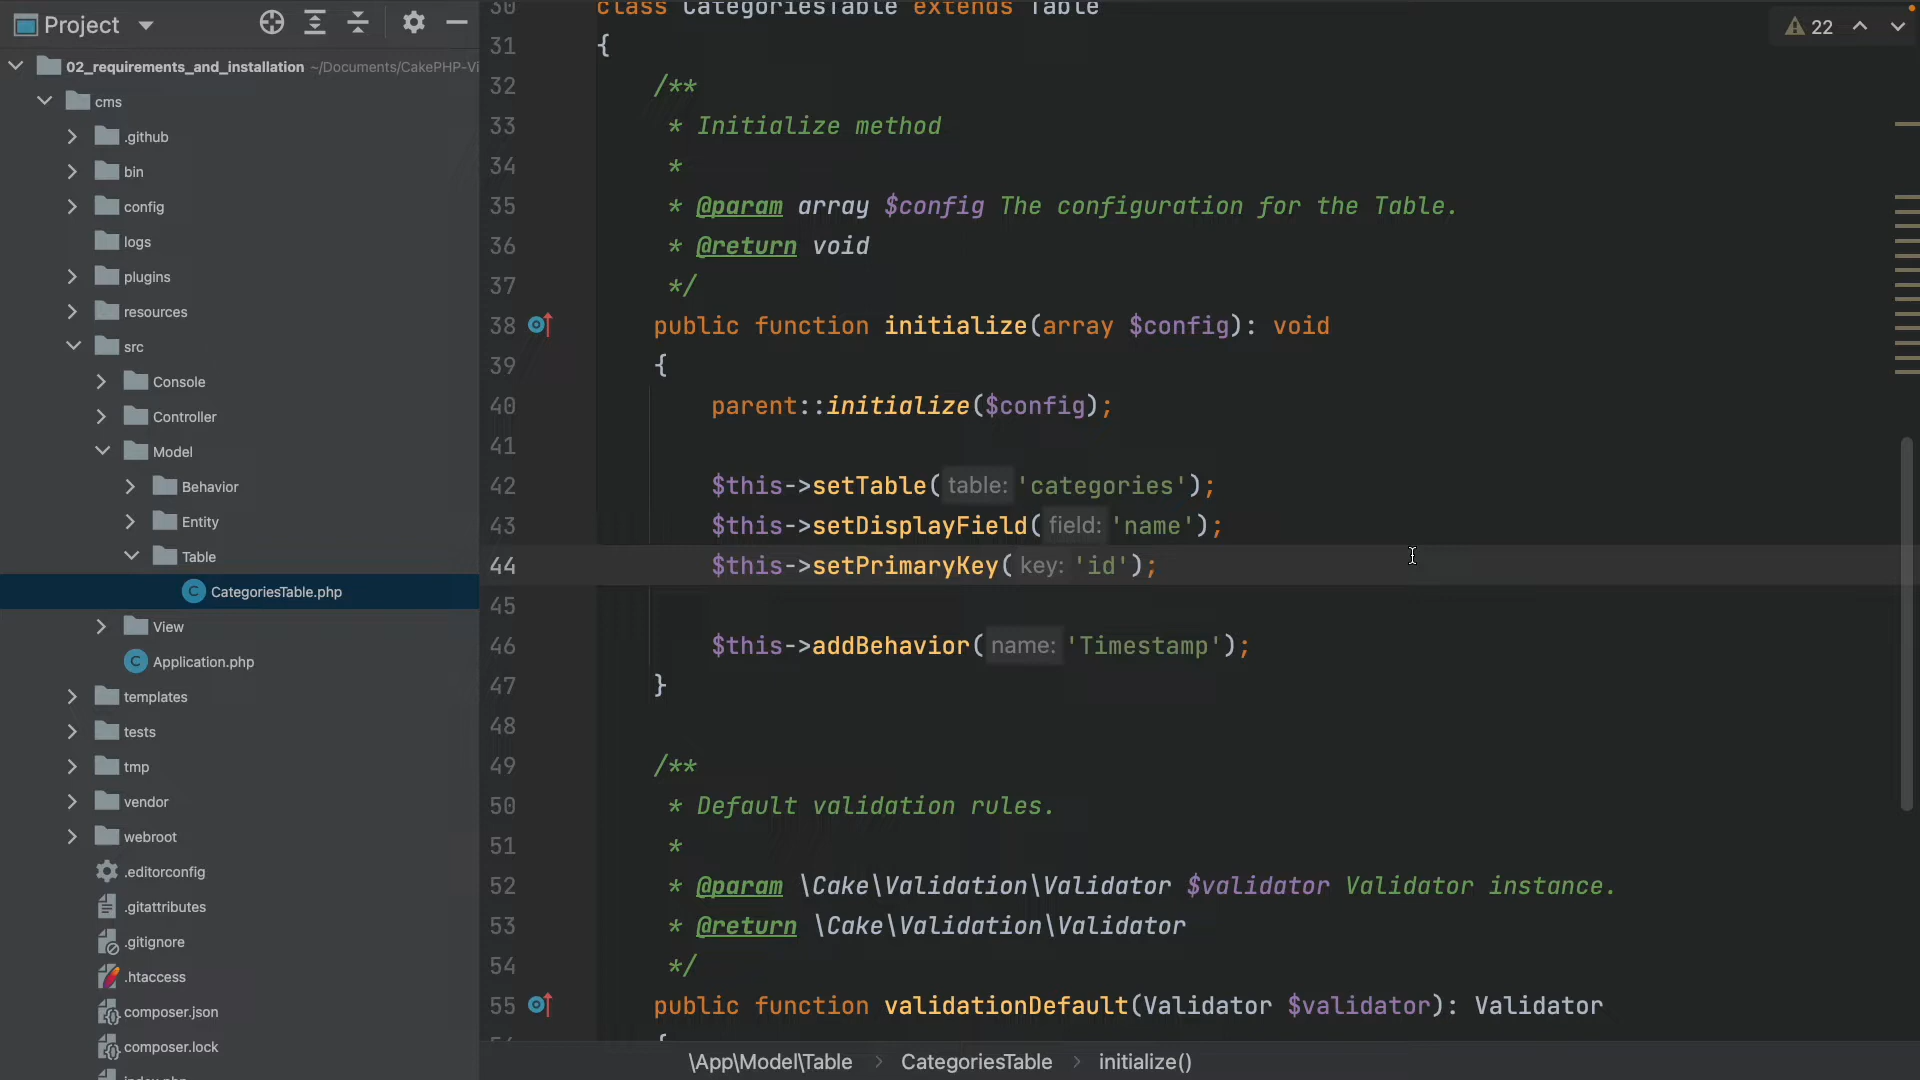 Project
22
02_requirements_and_installation ~/Documents/CakePHP-Vi
cms
.github
bin
config
logs
plugins
resources
src
Console
Controller
Model
Behavior
Entity
Table
CategoriesTable.php
View
Application.php
templates
tests
tmp
vendor
webroot
.editorconfig
.gitattributes
.gitignore
.htaccess
composer.json
composer.lock
index.php
30 class CategoriesTable extends Table
31 {
32 /**
33 * Initialize method
34 *
35 * @param array $config The configuration for the Table.
36 * @return void
37 */
38 public function initialize(array $config): void
39 {
40 parent::initialize($config);
41
42 $this->setTable( table: 'categories');
43 $this->setDisplayField( field: 'name');
44 $this->setPrimaryKey( key: 'id');
45
46 $this->addBehavior( name: 'Timestamp');
47 }
48
49 /**
50 * Default validation rules.
51 *
52 * @param \Cake\Validation\Validator $validator Validator instance.
53 * @return \Cake\Validation\Validator
54 */
55 public function validationDefault(Validator $validator): Validator
56 {
\App\Model\Table > CategoriesTable > initialize()